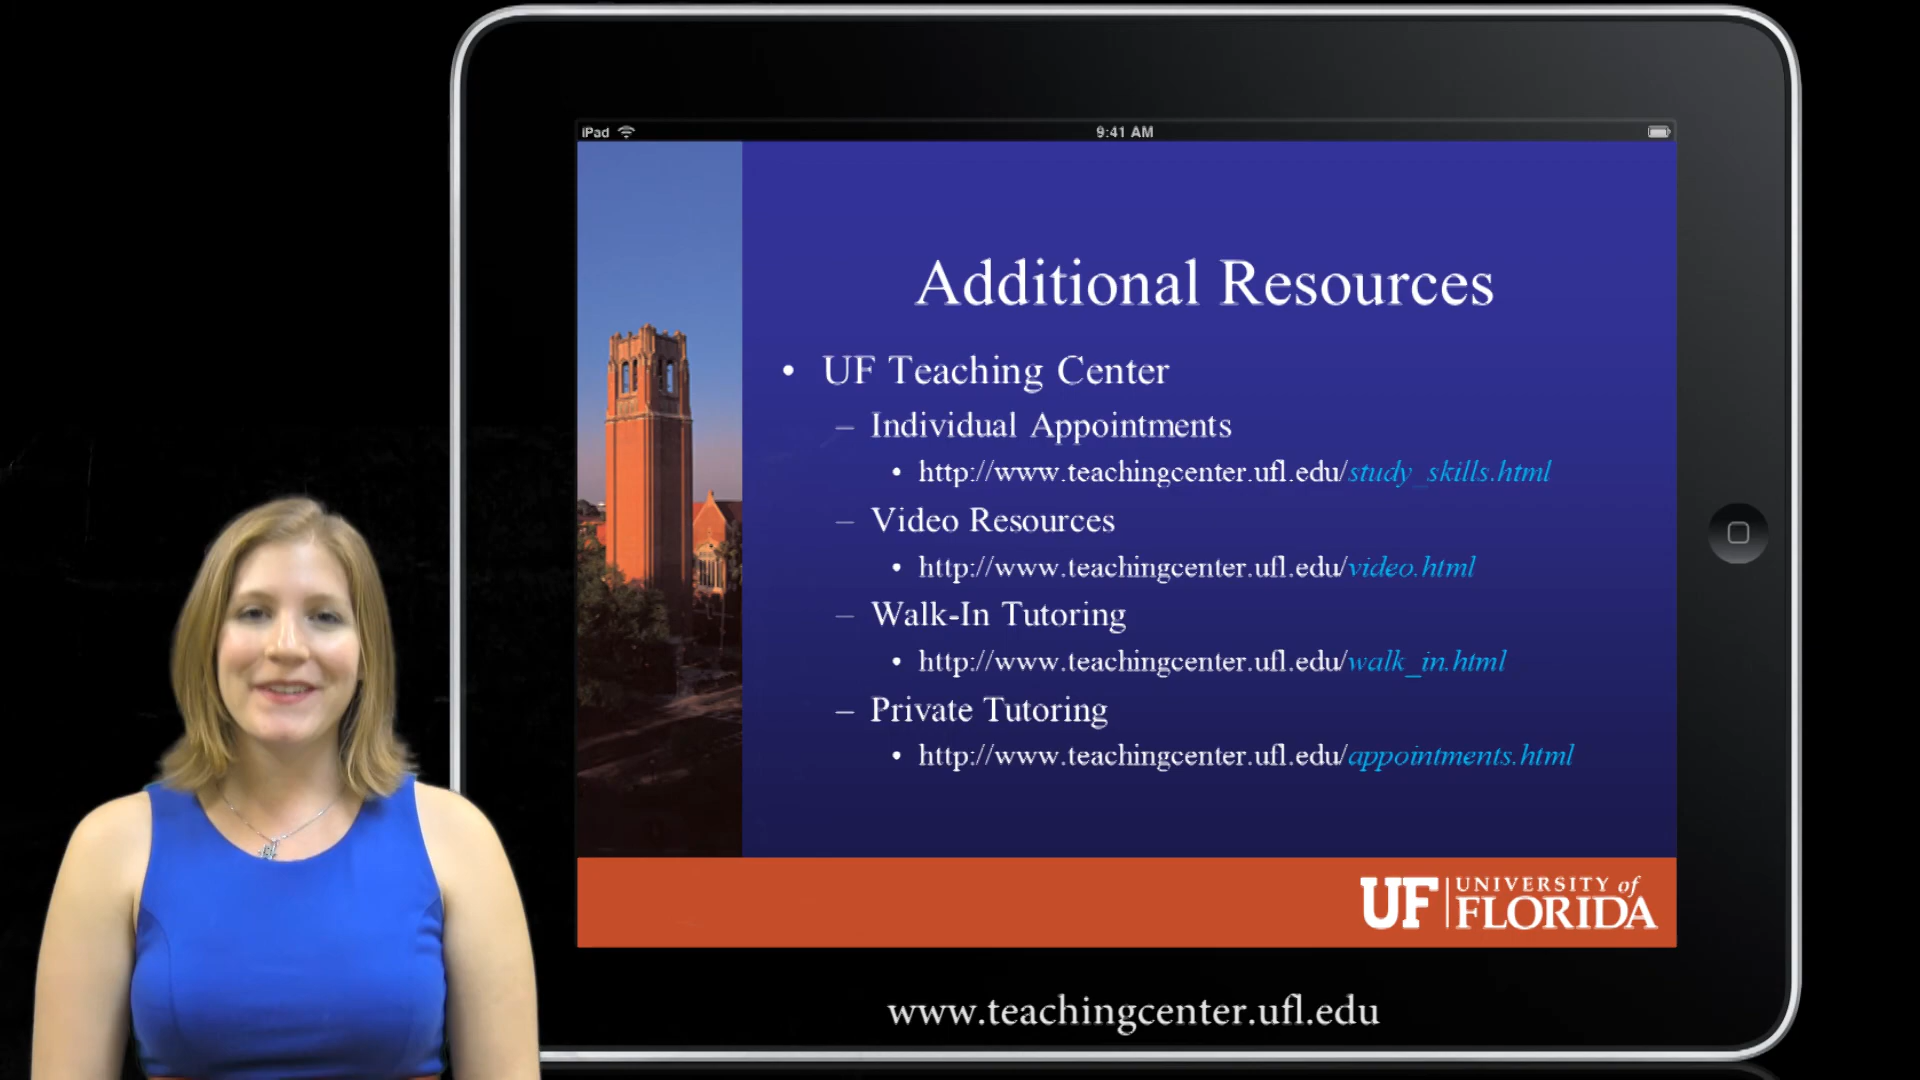 iPad
9:41 AM
Additional Resources
• UF Teaching Center
– Individual Appointments
• http://www.teachingcenter.ufl.edu/study_skills.html
– Video Resources
• http://www.teachingcenter.ufl.edu/video.html
– Walk-In Tutoring
• http://www.teachingcenter.ufl.edu/walk_in.html
– Private Tutoring
• http://www.teachingcenter.ufl.edu/appointments.html
UF UNIVERSITY of
FLORIDA
www.teachingcenter.ufl.edu